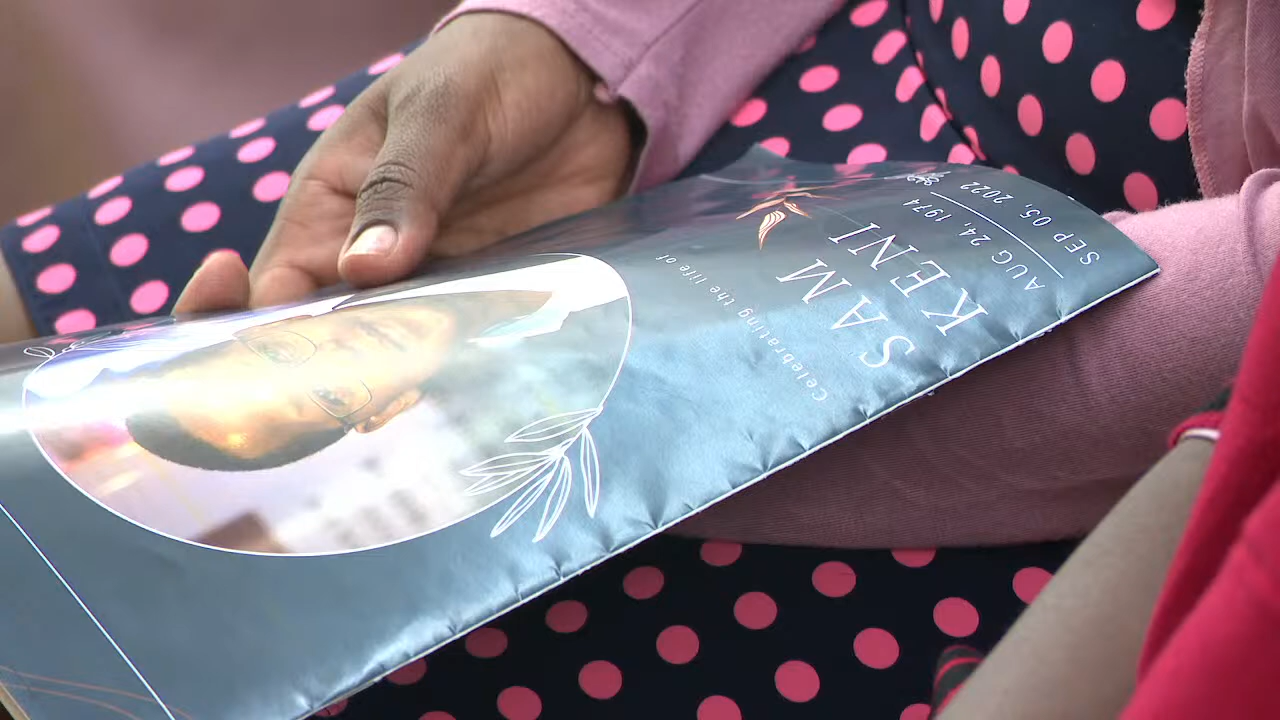 Celebrating the life of
SAM
KENI
AUG 24, 1974
SEP 05, 2022